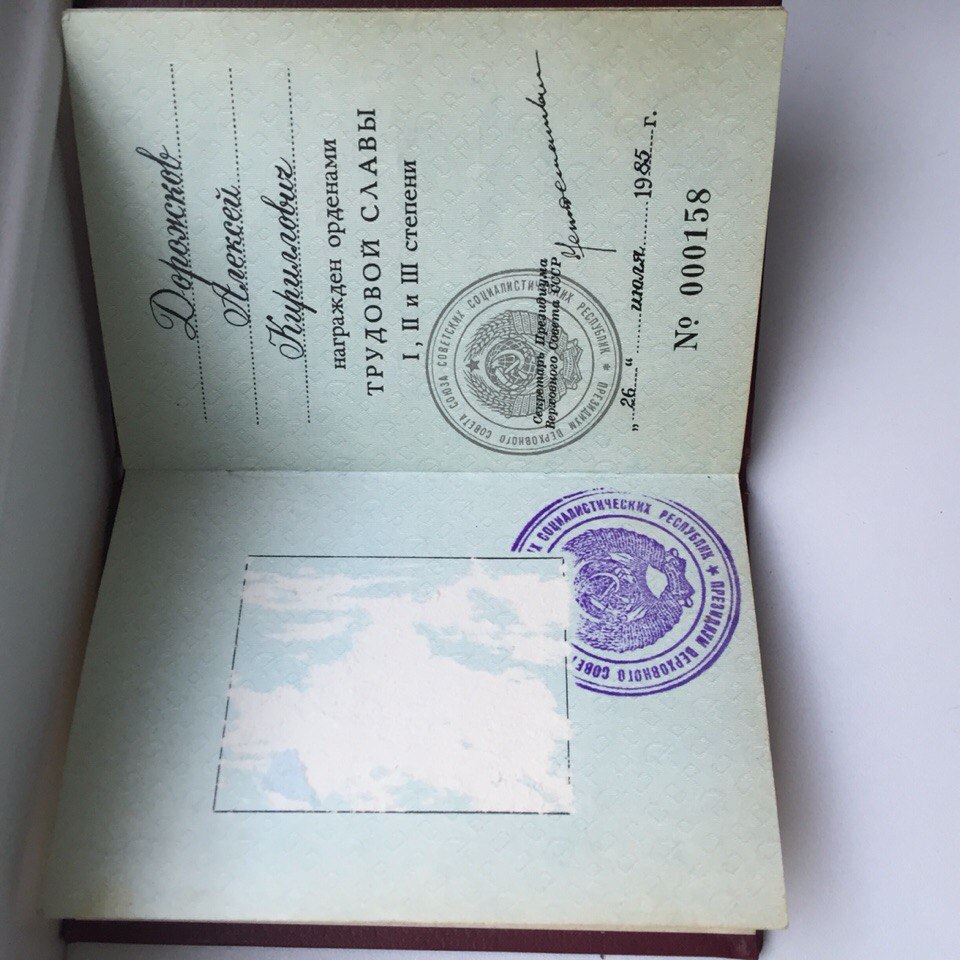 Дорожков
Алексей
Кириллович
награжден орденами
ТРУДОВОЙ СЛАВЫ
I, II и III степени
СОВЕТА СОЮЗА СОВЕТСКИХ СОЦИАЛИСТИЧЕСКИХ РЕСПУБЛИК * ПРЕЗИДИУМ ВЕРХОВНОГО
Секретарь Президиума
Верховного Совета СССР
„26“ июля 1985 г.
№ 000158
Х СОЦИАЛИСТИЧЕСКИХ РЕСПУБЛИК ★ ПРЕЗИДИУМ ВЕРХОВНОГО СОВЕ